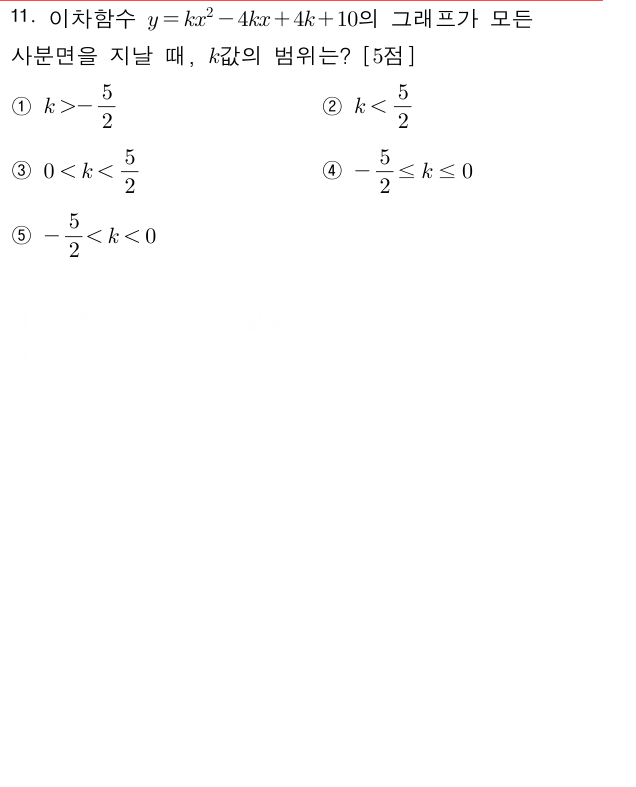 11. 이차함수 y = kx² − 4kx + 4k + 10의 그래프가 모든
사분면을 지날 때, k값의 범위는? [5점]
① k > − 5/2 ② k < 5/2
③ 0 < k < 5/2 ④ − 5/2 ≤ k ≤ 0
⑤ − 5/2 < k < 0